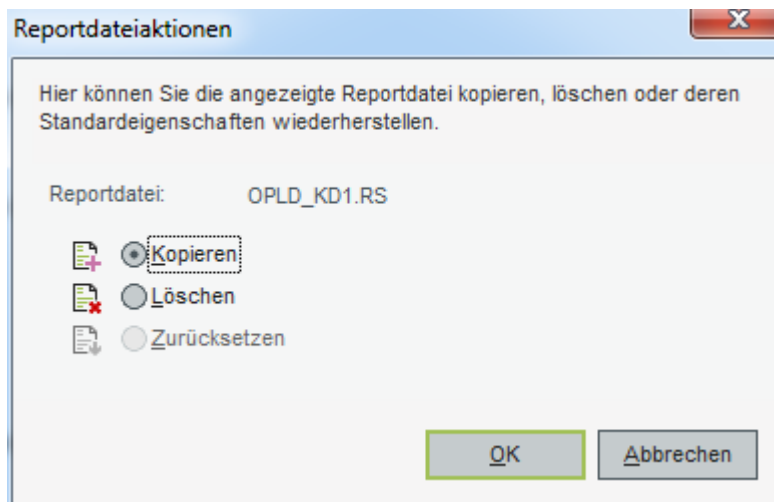 Reportdateiaktionen
Hier können Sie die angezeigte Reportdatei kopieren, löschen oder deren
Standardeigenschaften wiederherstellen.
Reportdatei: OPLD_KD1.RS
Kopieren
Löschen
Zurücksetzen
OK Abbrechen